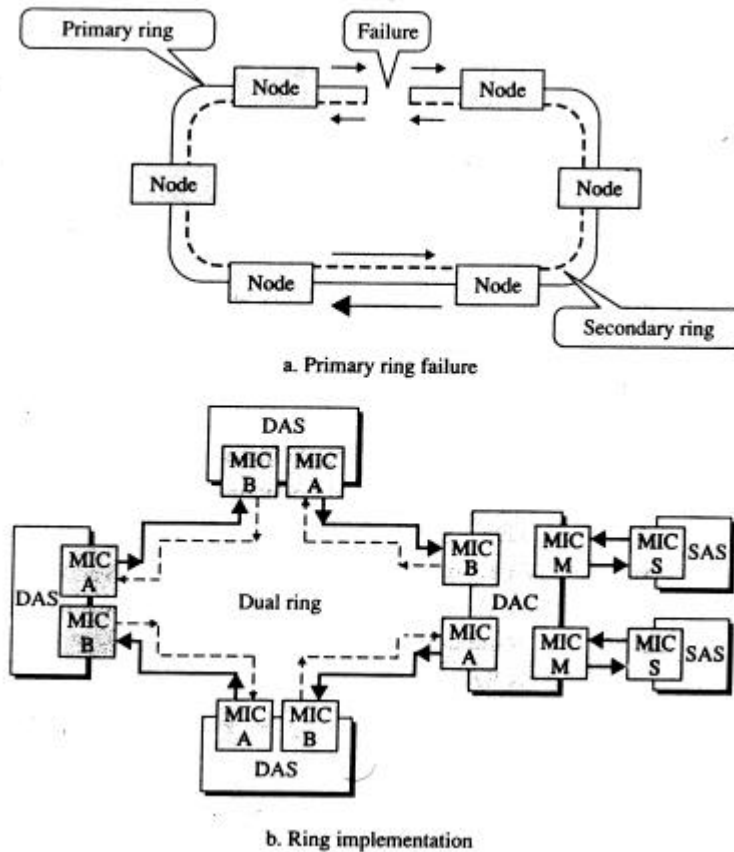 Primary ring
Failure
Node
Node
Node
Node
Node
Node
Secondary ring
a. Primary ring failure
DAS
MIC
B
MIC
A
DAS
MIC
A
MIC
B
Dual ring
MIC
B
MIC
A
DAC
MIC
M
MIC
S
SAS
MIC
M
MIC
S
SAS
MIC
A
MIC
B
DAS
b. Ring implementation